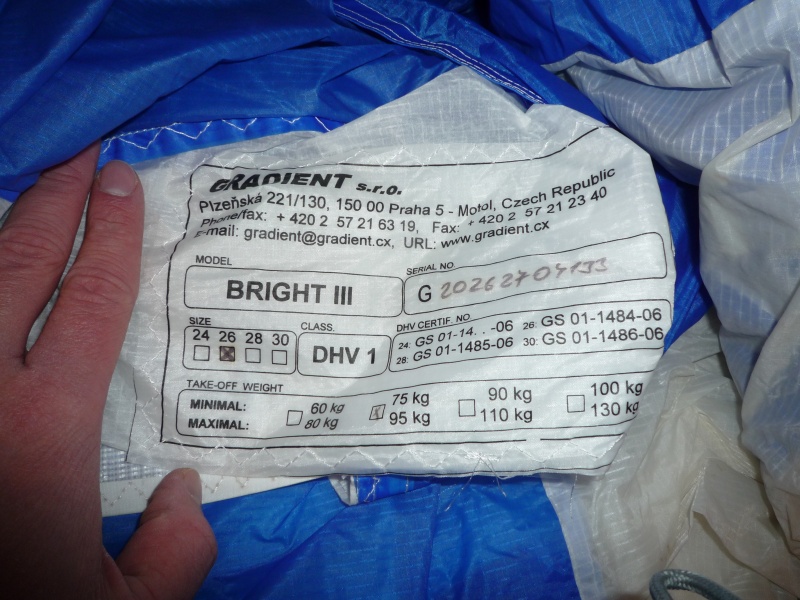 GRADIENT s.r.o.
Plzeňská 221/130, 150 00 Praha 5 - Motol, Czech Republic
Phone/fax: + 420 2 57 21 63 19, Fax: + 420 2 57 21 23 40
E-mail: gradient@gradient.cx, URL: www.gradient.cx
MODEL
BRIGHT III
SERIAL NO.
G 20262704133
SIZE
24 26 28 30
CLASS.
DHV 1
DHV CERTIF. NO.
24: GS 01-14. . -06 26: GS 01-1484-06
28: GS 01-1485-06 30: GS 01-1486-06
TAKE-OFF WEIGHT
MINIMAL: 60 kg 75 kg 90 kg 100 kg
MAXIMAL: 80 kg 95 kg 110 kg 130 kg